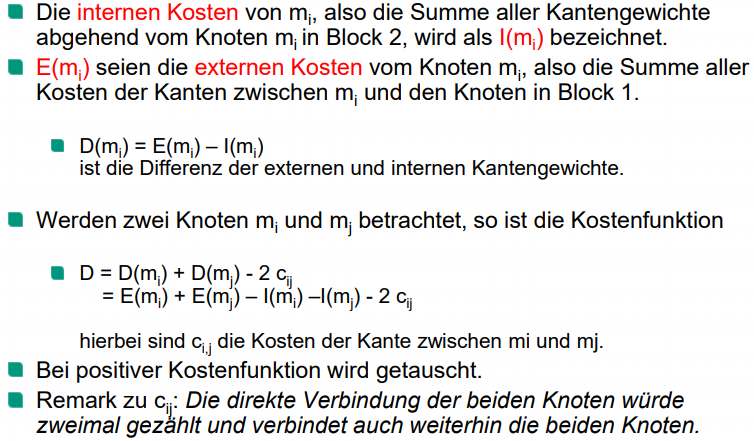 Die internen Kosten von mi, also die Summe aller Kantengewichte
abgehend vom Knoten mi in Block 2, wird als I(mi) bezeichnet.
E(mi) seien die externen Kosten vom Knoten mi, also die Summe aller
Kosten der Kanten zwischen mi und den Knoten in Block 1.
D(mi) = E(mi) – I(mi)
ist die Differenz der externen und internen Kantengewichte.
Werden zwei Knoten mi und mj betrachtet, so ist die Kostenfunktion
D = D(mi) + D(mj) - 2 cij
= E(mi) + E(mj) – I(mi) –I(mj) - 2 cij
hierbei sind ci,j die Kosten der Kante zwischen mi und mj.
Bei positiver Kostenfunktion wird getauscht.
Remark zu cij: Die direkte Verbindung der beiden Knoten würde
zweimal gezählt und verbindet auch weiterhin die beiden Knoten.